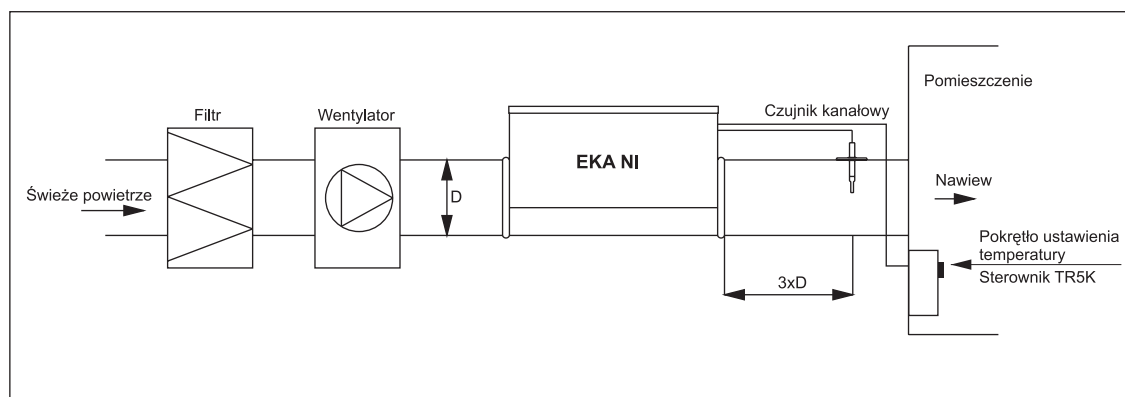 Pomieszczenie
Filtr
Wentylator
Czujnik kanałowy
EKA NI
Świeże powietrze
D
Nawiew
Pokrętło ustawienia
temperatury
Sterownik TR5K
3xD